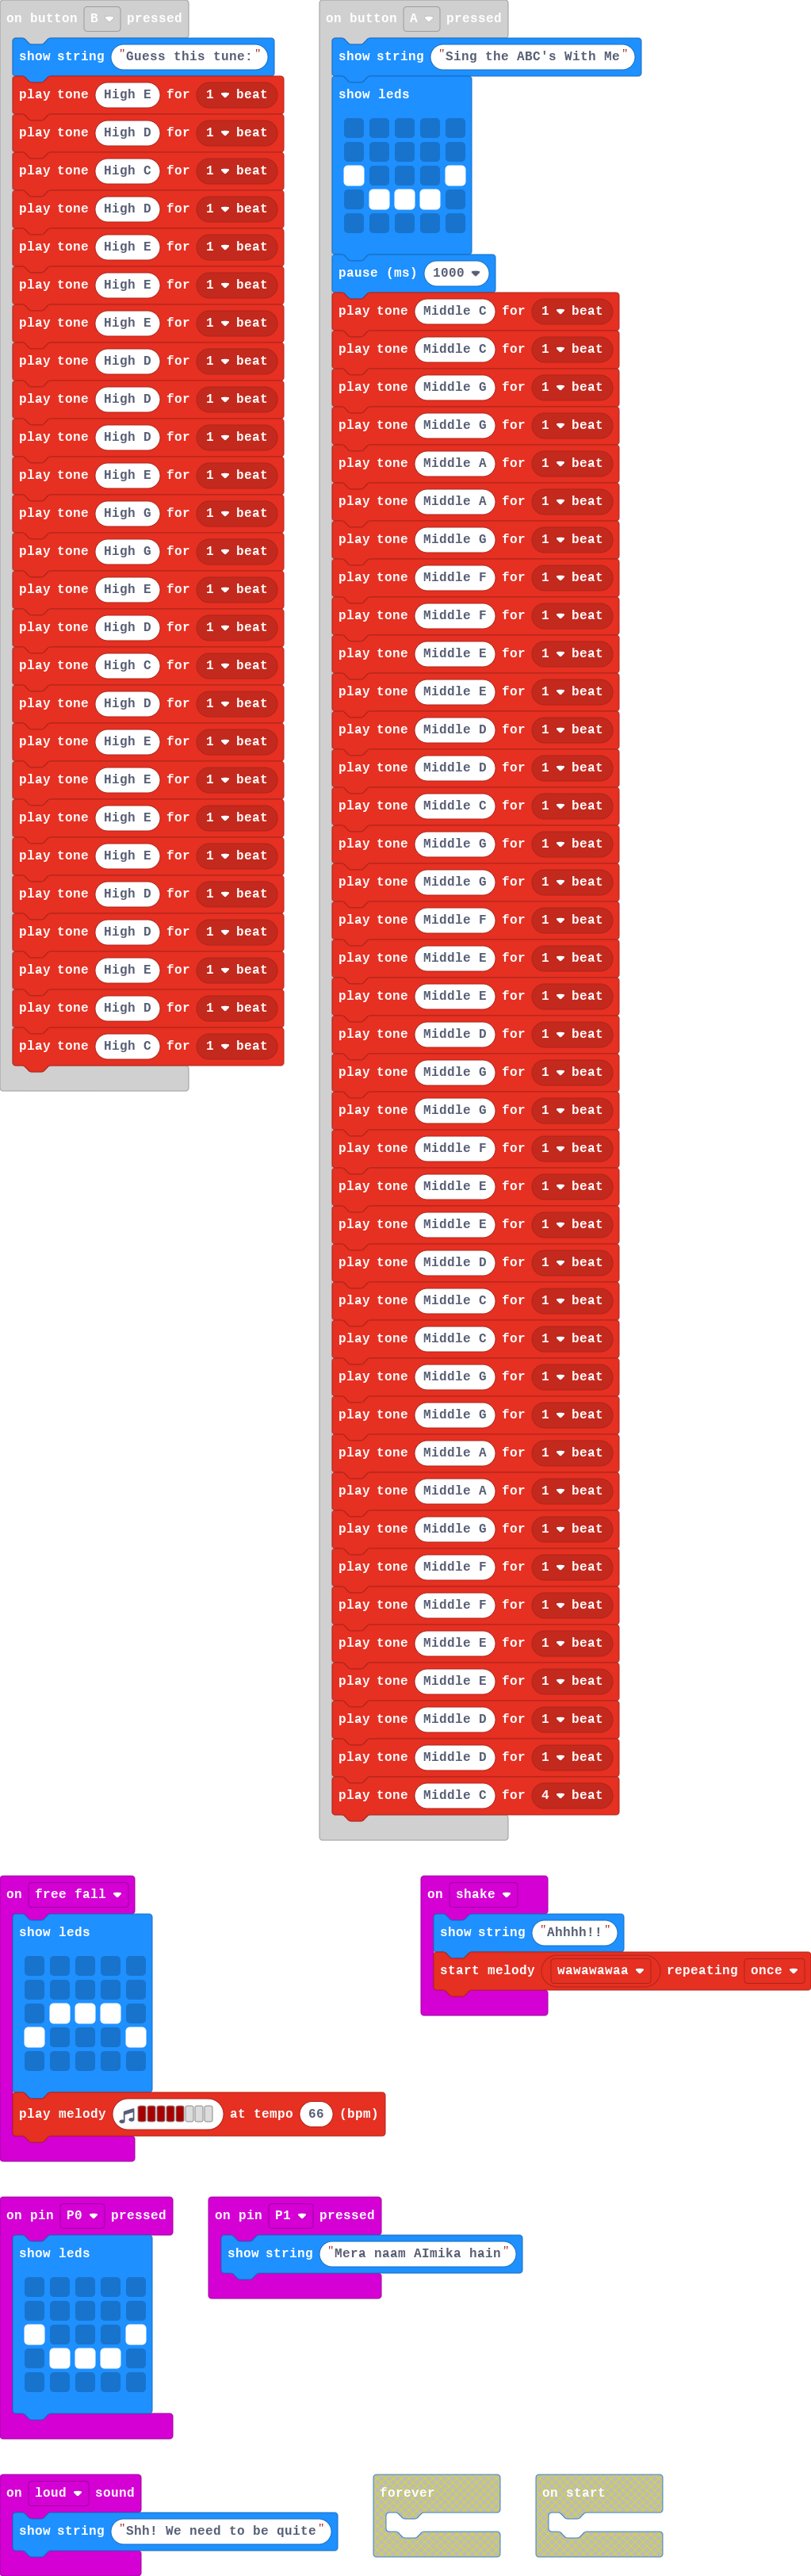 on button B pressed
show string "Guess this tune:"
play tone High E for 1 beat
play tone High D for 1 beat
play tone High C for 1 beat
play tone High D for 1 beat
play tone High E for 1 beat
play tone High E for 1 beat
play tone High E for 1 beat
play tone High D for 1 beat
play tone High D for 1 beat
play tone High D for 1 beat
play tone High E for 1 beat
play tone High G for 1 beat
play tone High G for 1 beat
play tone High E for 1 beat
play tone High D for 1 beat
play tone High C for 1 beat
play tone High D for 1 beat
play tone High E for 1 beat
play tone High E for 1 beat
play tone High E for 1 beat
play tone High E for 1 beat
play tone High D for 1 beat
play tone High D for 1 beat
play tone High E for 1 beat
play tone High D for 1 beat
play tone High C for 1 beat
on button A pressed
show string "Sing the ABC's With Me"
show leds
pause (ms) 1000
play tone Middle C for 1 beat
play tone Middle C for 1 beat
play tone Middle G for 1 beat
play tone Middle G for 1 beat
play tone Middle A for 1 beat
play tone Middle A for 1 beat
play tone Middle G for 1 beat
play tone Middle F for 1 beat
play tone Middle F for 1 beat
play tone Middle E for 1 beat
play tone Middle E for 1 beat
play tone Middle D for 1 beat
play tone Middle D for 1 beat
play tone Middle C for 1 beat
play tone Middle G for 1 beat
play tone Middle G for 1 beat
play tone Middle F for 1 beat
play tone Middle E for 1 beat
play tone Middle E for 1 beat
play tone Middle D for 1 beat
play tone Middle G for 1 beat
play tone Middle G for 1 beat
play tone Middle F for 1 beat
play tone Middle E for 1 beat
play tone Middle E for 1 beat
play tone Middle D for 1 beat
play tone Middle C for 1 beat
play tone Middle C for 1 beat
play tone Middle G for 1 beat
play tone Middle G for 1 beat
play tone Middle A for 1 beat
play tone Middle A for 1 beat
play tone Middle G for 1 beat
play tone Middle F for 1 beat
play tone Middle F for 1 beat
play tone Middle E for 1 beat
play tone Middle E for 1 beat
play tone Middle D for 1 beat
play tone Middle D for 1 beat
play tone Middle C for 4 beat
on free fall
show leds
play melody at tempo 66 (bpm)
on shake
show string "Ahhhh!!"
start melody wawawawaa repeating once
on pin P0 pressed
show leds
on pin P1 pressed
show string "Mera naam AImika hain"
on loud sound
show string "Shh! We need to be quite"
forever
on start